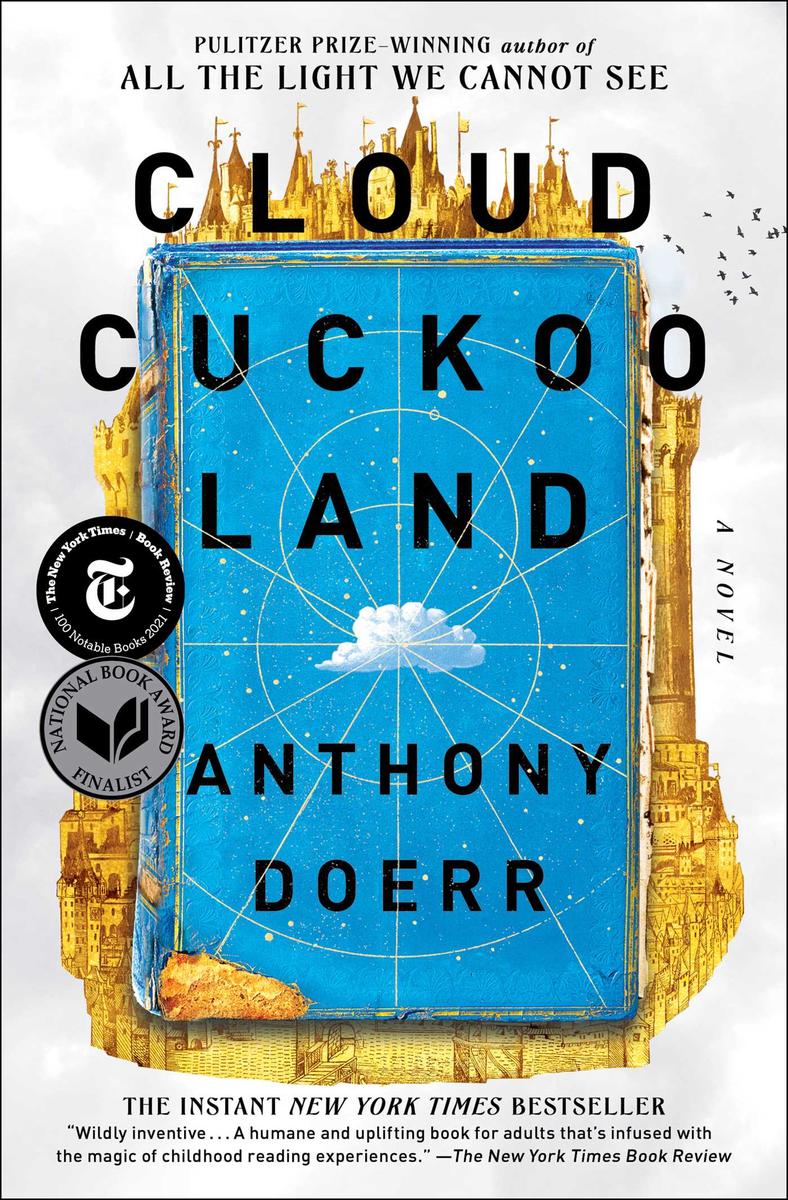 PULITZER PRIZE–WINNING author of
ALL THE LIGHT WE CANNOT SEE
CLOUD
CUCKOO
LAND
A NOVEL
The New York Times | Book Review
T
100 Notable Books 2021
NATIONAL BOOK AWARD
FINALIST
ANTHONY
DOERR
THE INSTANT NEW YORK TIMES BESTSELLER
“Wildly inventive . . . A humane and uplifting book for adults that’s infused with
the magic of childhood reading experiences.” —The New York Times Book Review